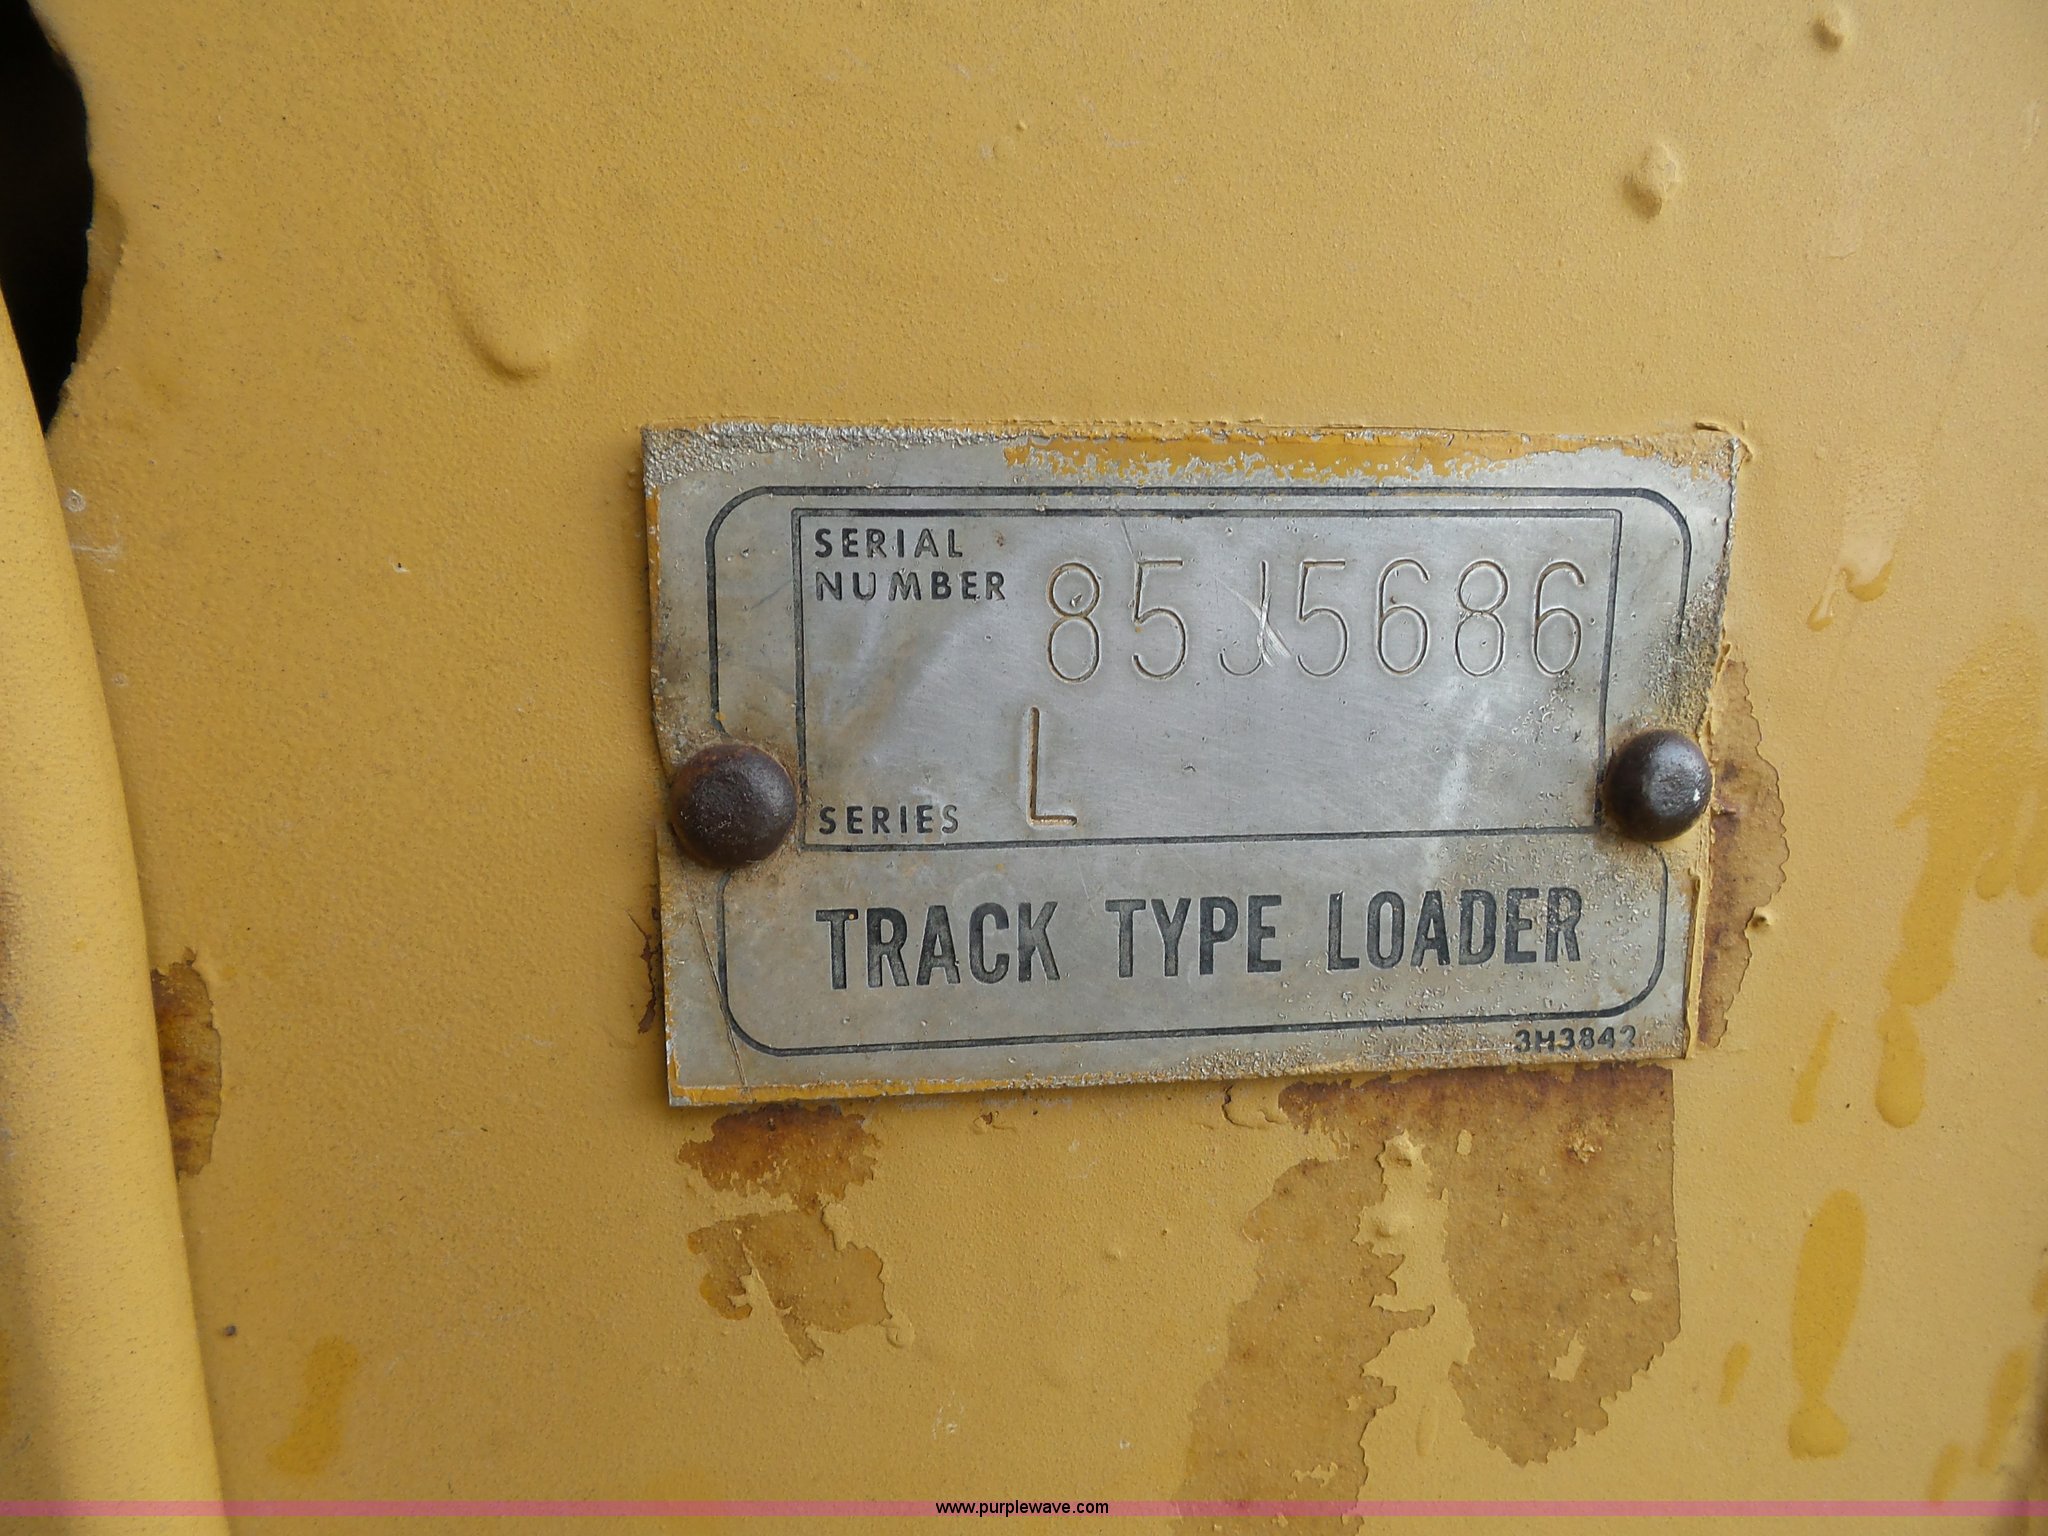 SERIAL
NUMBER 85J5686
SERIES L
TRACK TYPE LOADER
3H3842
www.purplewave.com